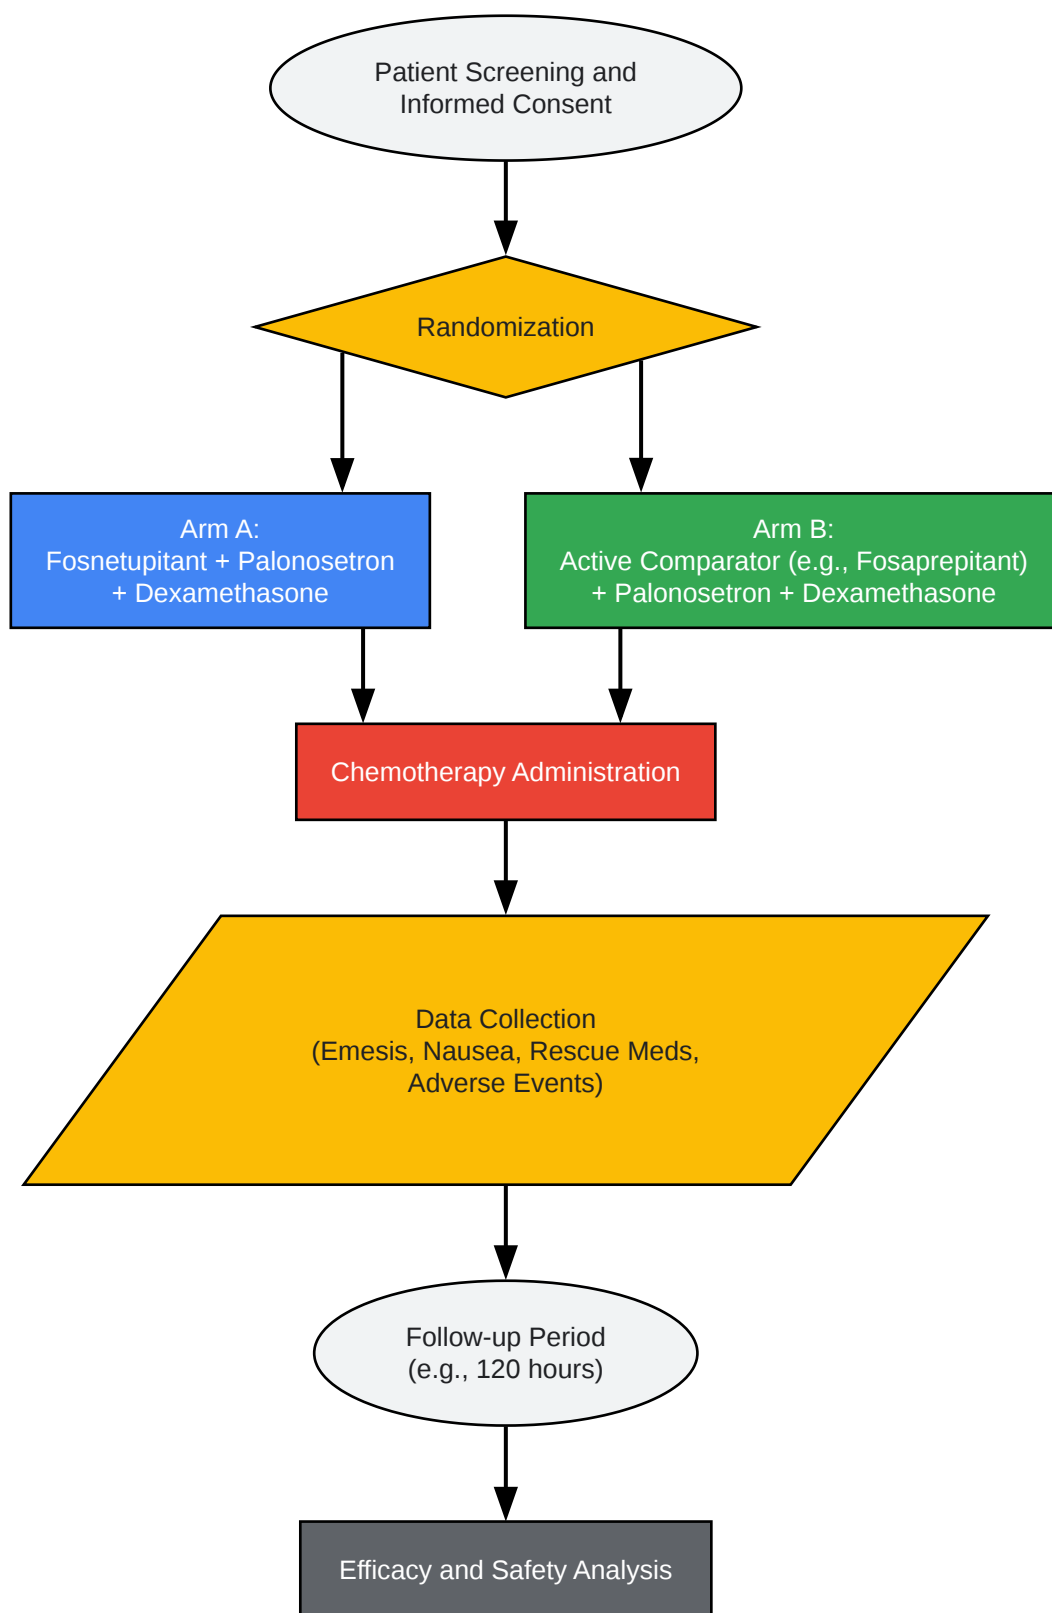 Patient Screening and
Informed Consent
Randomization
Arm A:
Fosnetupitant + Palonosetron
+ Dexamethasone
Arm B:
Active Comparator (e.g., Fosaprepitant)
+ Palonosetron + Dexamethasone
Chemotherapy Administration
Data Collection
(Emesis, Nausea, Rescue Meds,
Adverse Events)
Follow-up Period
(e.g., 120 hours)
Efficacy and Safety Analysis